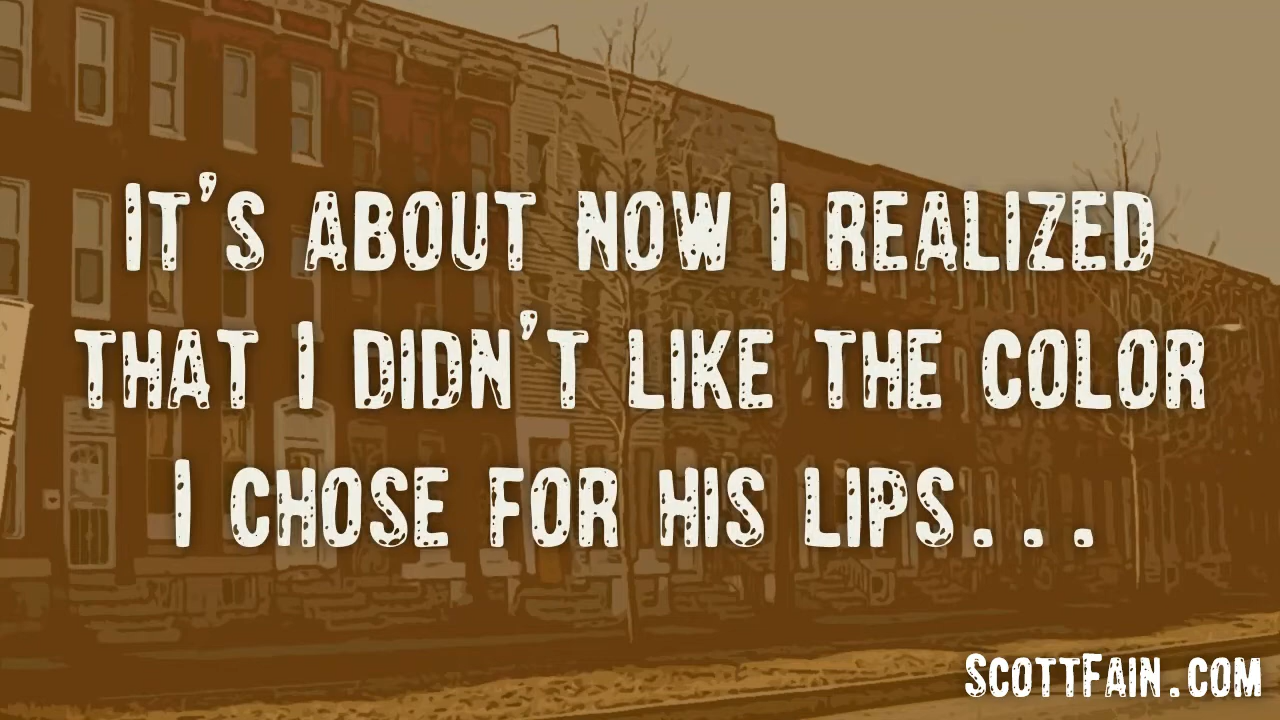 It's about now I realized
that I didn't like the color
I chose for his lips...
ScottFain.com